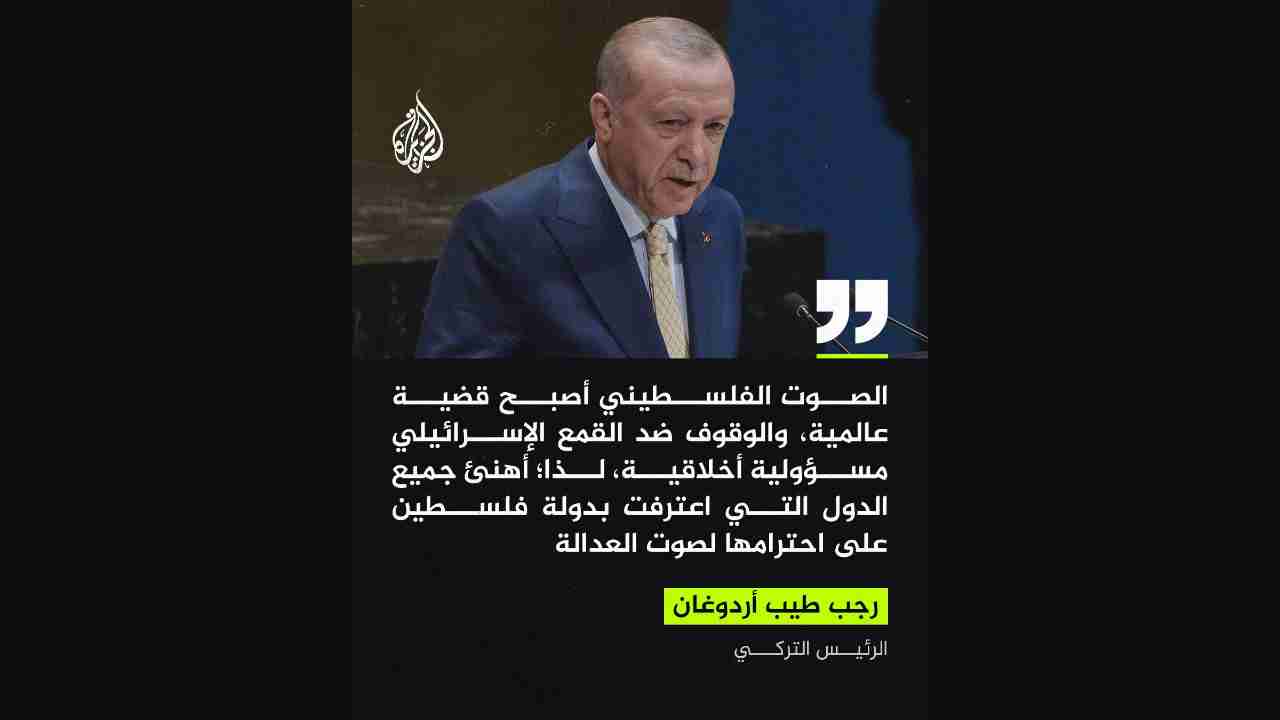 الجزيرة
الصوت الفلسطيني أصبح قضية
عالمية، والوقوف ضد القمع الإسرائيلي
مسؤولية أخلاقية، لذا؛ أهنئ جميع
الدول التي اعترفت بدولة فلسطين
على احترامها لصوت العدالة
رجب طيب أردوغان
الرئيس التركي